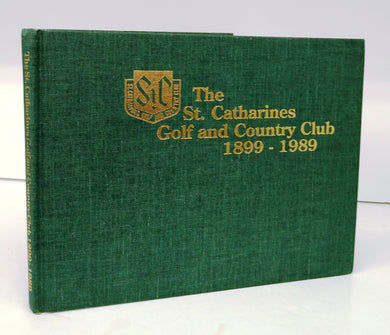 The St. Catharines Golf and Country Club 1899 - 1989
StC
The
St. Catharines
Golf and Country Club
1899 - 1989